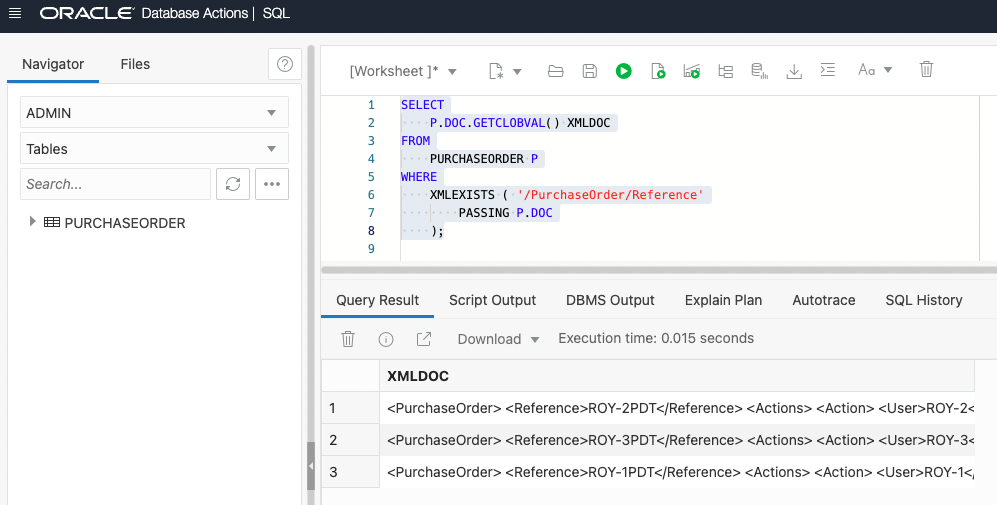 ORACLE Database Actions | SQL
Navigator Files
ADMIN
Tables
Search...
PURCHASEORDER
[Worksheet ]*
Aa
1 SELECT
2 P.DOC.GETCLOBVAL() XMLDOC
3 FROM
4 PURCHASEORDER P
5 WHERE
6 XMLEXISTS ( '/PurchaseOrder/Reference'
7 PASSING P.DOC
8 );
9
Query Result Script Output DBMS Output Explain Plan Autotrace SQL History
Download Execution time: 0.015 seconds
XMLDOC
1 <PurchaseOrder> <Reference>ROY-2PDT</Reference> <Actions> <Action> <User>ROY-2<
2 <PurchaseOrder> <Reference>ROY-3PDT</Reference> <Actions> <Action> <User>ROY-3<
3 <PurchaseOrder> <Reference>ROY-1PDT</Reference> <Actions> <Action> <User>ROY-1</